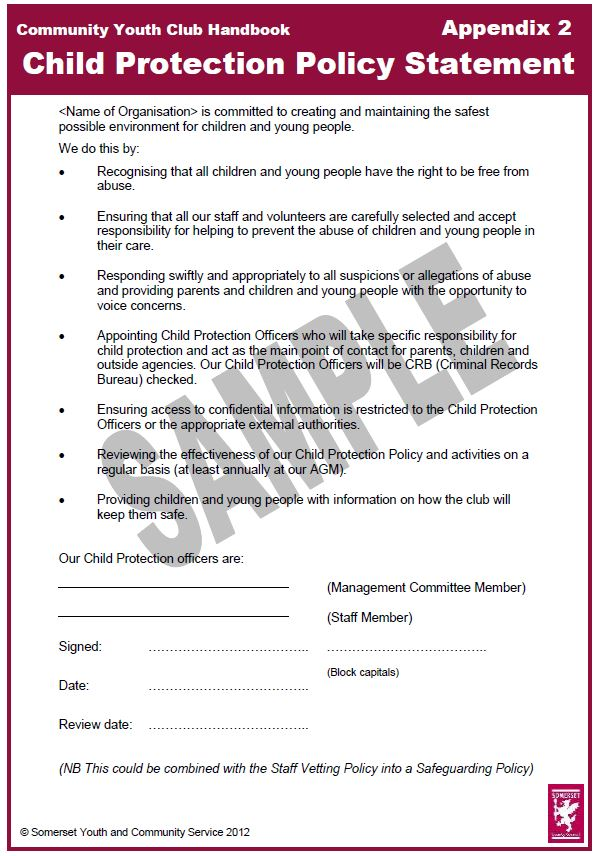 Community Youth Club Handbook Appendix 2
Child Protection Policy Statement
<Name of Organisation> is committed to creating and maintaining the safest
possible environment for children and young people.
We do this by:
• Recognising that all children and young people have the right to be free from
abuse.
• Ensuring that all our staff and volunteers are carefully selected and accept
responsibility for helping to prevent the abuse of children and young people in
their care.
• Responding swiftly and appropriately to all suspicions or allegations of abuse
and providing parents and children and young people with the opportunity to
voice concerns.
• Appointing Child Protection Officers who will take specific responsibility for
child protection and act as the main point of contact for parents, children and
outside agencies. Our Child Protection Officers will be CRB (Criminal Records
Bureau) checked.
• Ensuring access to confidential information is restricted to the Child Protection
Officers or the appropriate external authorities.
• Reviewing the effectiveness of our Child Protection Policy and activities on a
regular basis (at least annually at our AGM).
• Providing children and young people with information on how the club will
keep them safe.
SAMPLE
Our Child Protection officers are:
(Management Committee Member)
(Staff Member)
Signed: ……………………….. ………………………..
(Block capitals)
Date: ………………………..
Review date: ………………………..
(NB This could be combined with the Staff Vetting Policy into a Safeguarding Policy)
SOMERSET
County Council
© Somerset Youth and Community Service 2012